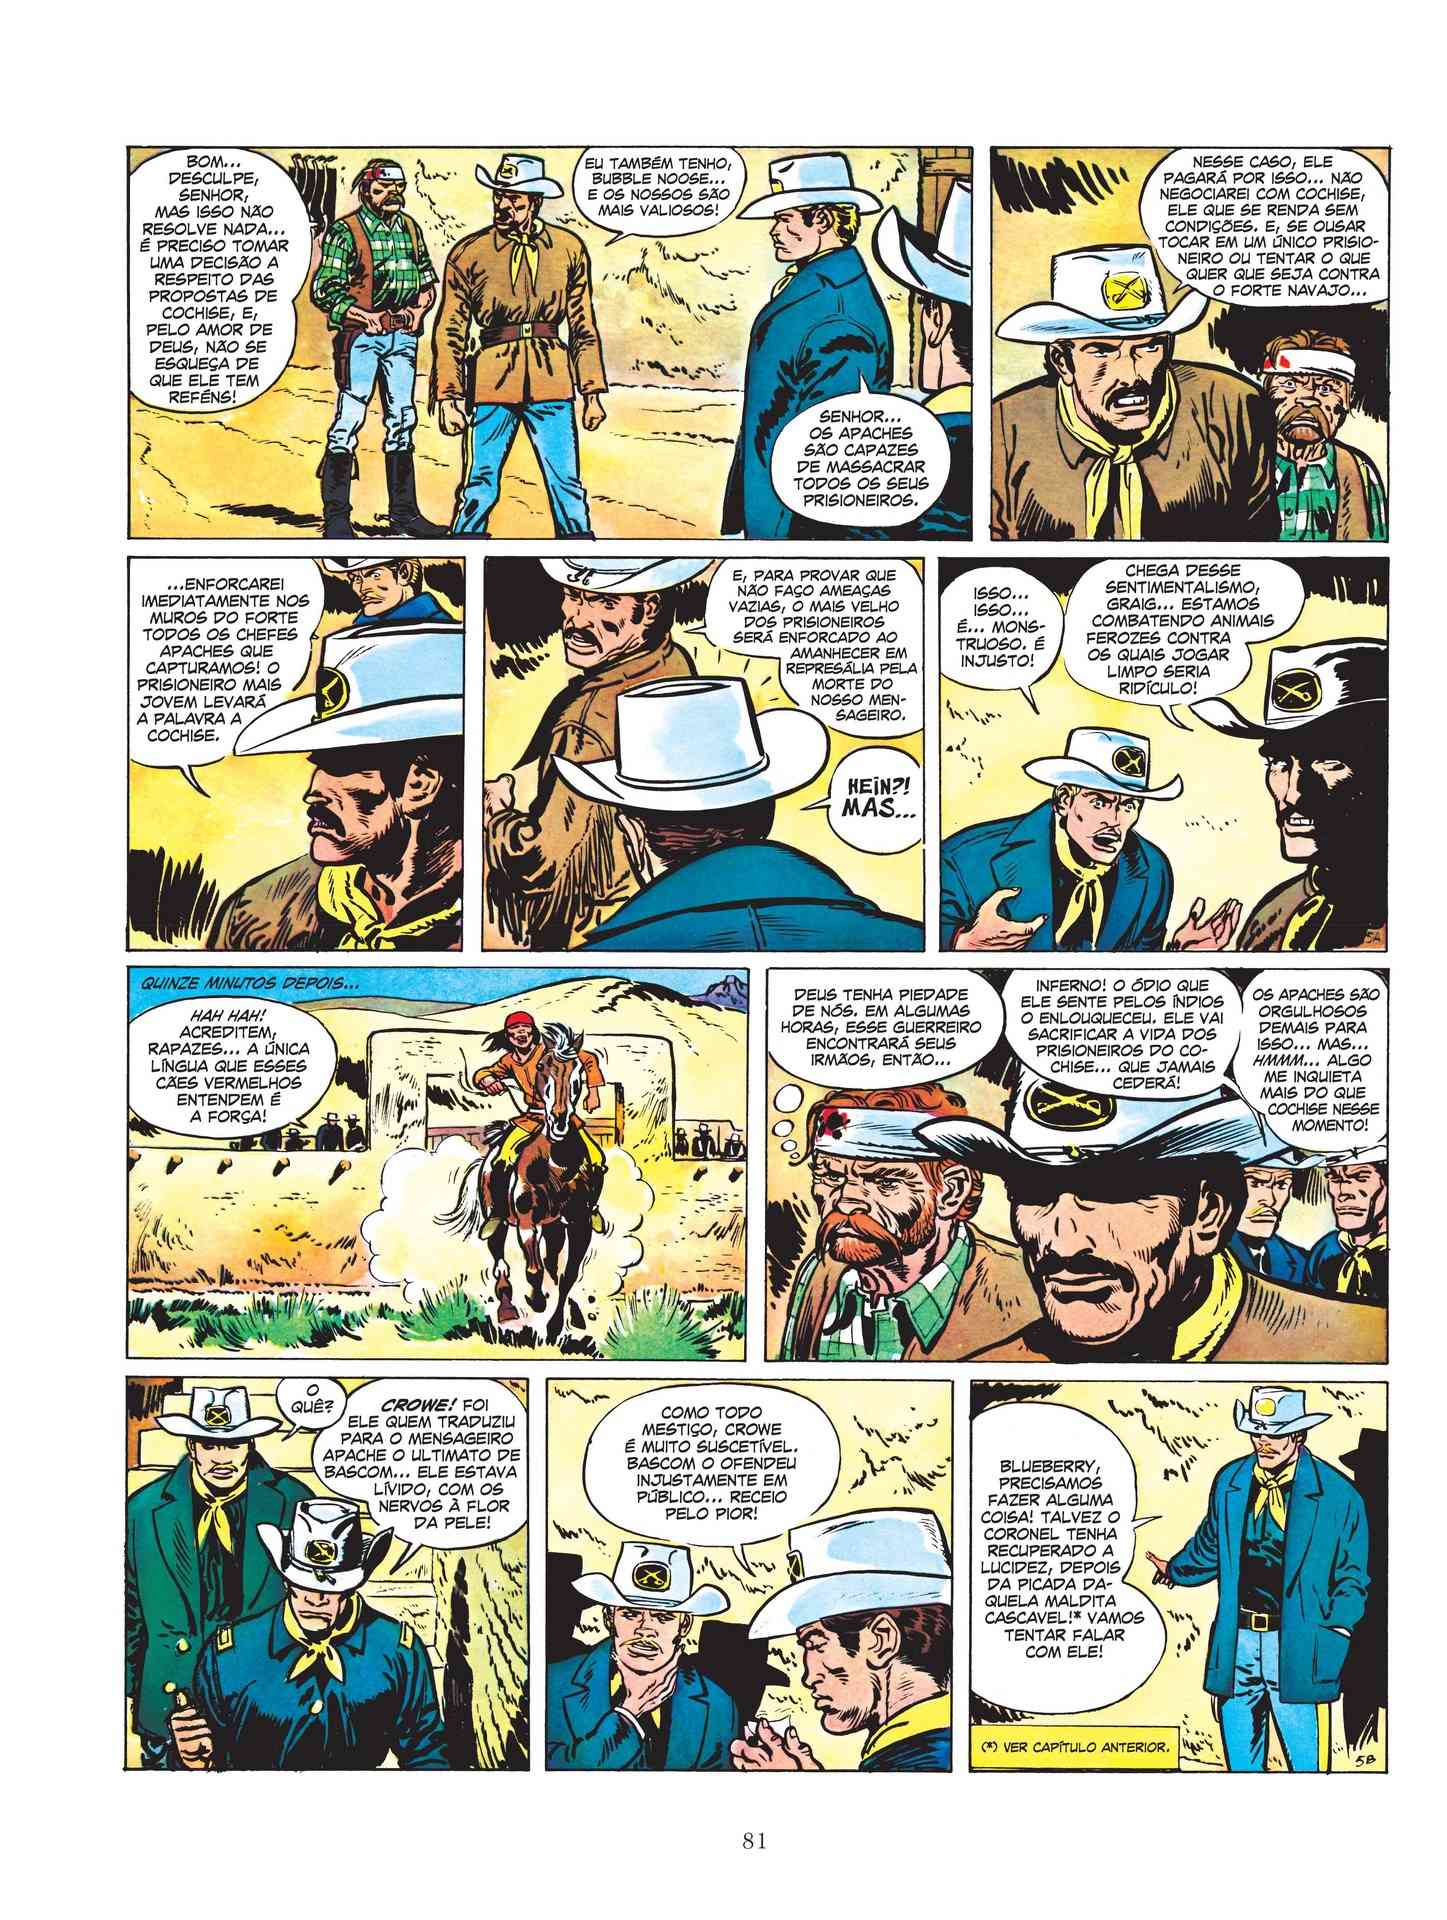 BOM...
DESCULPE,
SENHOR,
MAS ISSO NÃO
RESOLVE NADA...
É PRECISO TOMAR
UMA DECISÃO A
RESPEITO DAS
PROPOSTAS DE
COCHISE, E,
PELO AMOR DE
DEUS, NÃO SE
ESQUEÇA DE
QUE ELE TEM
REFÉNS!
EU TAMBÉM TENHO,
BUBBLE NOOSE...
E OS NOSSOS SÃO
MAIS VALIOSOS!
SENHOR...
OS APACHES
SÃO CAPAZES
DE MASSACRAR
TODOS OS SEUS
PRISIONEIROS.
NESSE CASO, ELE
PAGARÁ POR ISSO... NÃO
NEGOCIAREI COM COCHISE,
ELE QUE SE RENDA SEM
CONDIÇÕES. E, SE OUSAR
TOCAR EM UM ÚNICO PRISIO-
NEIRO OU TENTAR O QUE
QUER QUE SEJA CONTRA
O FORTE NAVAJO...
...ENFORCAREI
IMEDIATAMENTE NOS
MUROS DO FORTE
TODOS OS CHEFES
APACHES QUE
CAPTURAMOS! O
PRISIONEIRO MAIS
JOVEM LEVARÁ
A PALAVRA A
COCHISE.
E, PARA PROVAR QUE
NÃO FAÇO AMEAÇAS
VAZIAS, O MAIS VELHO
DOS PRISIONEIROS
SERÁ ENFORCADO AO
AMANHECER EM
REPRESÁLIA PELA
MORTE DO
NOSSO MEN-
SAGEIRO.
HEIN?!
MAS...
ISSO...
ISSO...
É... MONS-
TRUOSO. É
INJUSTO!
CHEGA DESSE
SENTIMENTALISMO,
GRAIG... ESTAMOS
COMBATENDO ANIMAIS
FEROZES CONTRA
OS QUAIS JOGAR
LIMPO SERIA
RIDÍCULO!
5A
QUINZE MINUTOS DEPOIS...
HAH HAH!
ACREDITEM,
RAPAZES... A ÚNICA
LÍNGUA QUE ESSES
CÃES VERMELHOS
ENTENDEM É
A FORÇA!
DEUS TENHA PIEDADE
DE NÓS. EM ALGUMAS
HORAS, ESSE GUERREIRO
ENCONTRARÁ SEUS
IRMÃOS, ENTÃO...
INFERNO! O ÓDIO QUE
ELE SENTE PELOS ÍNDIOS
O ENLOUQUECEU. ELE VAI
SACRIFICAR A VIDA DOS
PRISIONEIROS DO CO-
CHISE... QUE JAMAIS
CEDERÁ!
OS APACHES SÃO
ORGULHOSOS
DEMAIS PARA
ISSO... MAS...
HMMM... ALGO
ME INQUIETA
MAIS DO QUE
COCHISE NESSE
MOMENTO!
O
QUÊ?
CROWE! FOI
ELE QUEM TRADUZIU
PARA O MENSAGEIRO
APACHE O ULTIMATO DE
BASCOM... ELE ESTAVA
LÍVIDO, COM OS
NERVOS À FLOR
DA PELE!
COMO TODO
MESTIÇO, CROWE
É MUITO SUSCETÍVEL.
BASCOM O OFENDEU
INJUSTAMENTE EM
PÚBLICO... RECEIO
PELO PIOR!
BLUEBERRY,
PRECISAMOS
FAZER ALGUMA
COISA! TALVEZ O
CORONEL TENHA
RECUPERADO A
LUCIDEZ, DEPOIS
DA PICADA DA-
QUELA MALDITA
CASCAVEL!* VAMOS
TENTAR FALAR
COM ELE!
(*) VER CAPÍTULO ANTERIOR.
5B
81